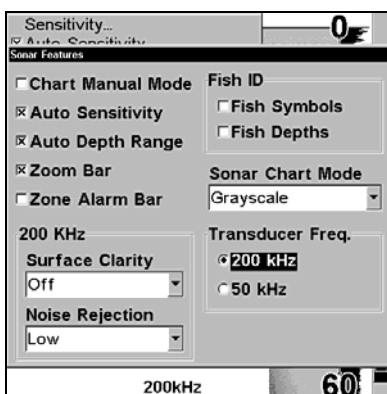 Sensitivity...
Auto Sensitivity
0
Sonar Features
Chart Manual Mode
Auto Sensitivity
Auto Depth Range
Zoom Bar
Zone Alarm Bar
Fish ID
Fish Symbols
Fish Depths
Sonar Chart Mode
Grayscale
200 KHz
Surface Clarity
Off
Noise Rejection
Low
Transducer Freq.
200 kHz
50 kHz
200kHz
60